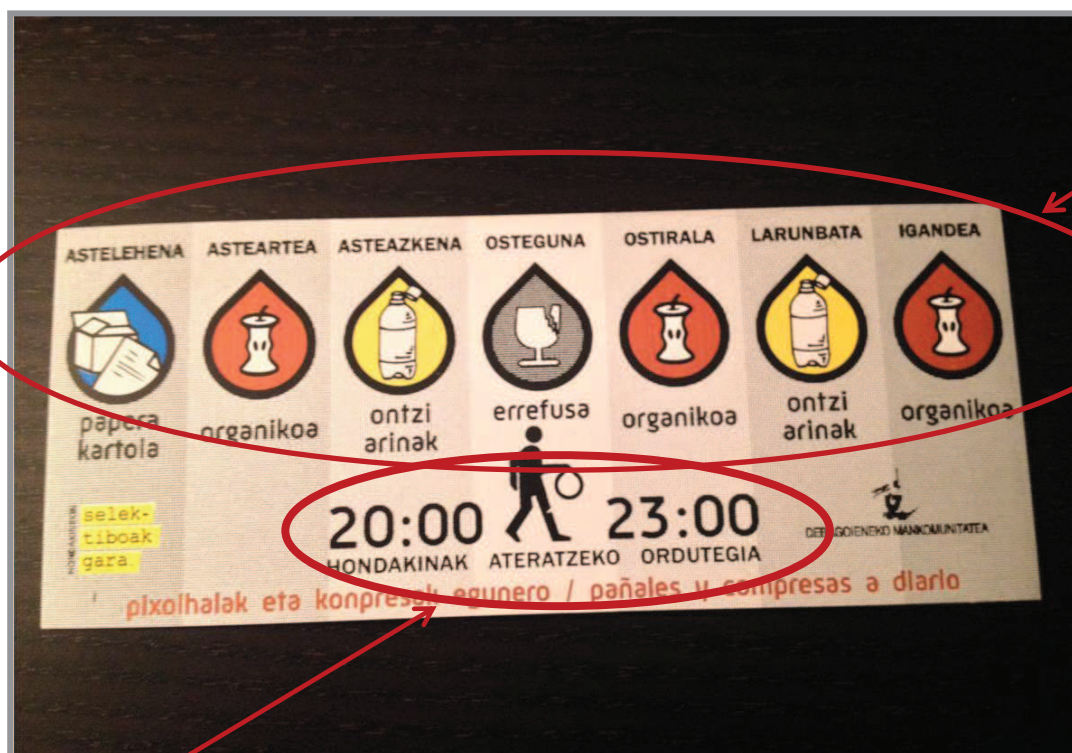 ASTELEHENA ASTEARTEA ASTEAZKENA OSTEGUNA OSTIRALA LARUNBATA IGANDEA
papera kartoia
organikoa
ontzi arinak
errefusa
organikoa
ontzi arinak
organikoa
selek-
tiboak
gara.
20:00 23:00
HONDAKINAK ATERATZEKO ORDUTEGIA
DEBAGOIENEKO MANKOMUNITATEA
pixoihalak eta konpresak egunero / pañales y compresas a diario